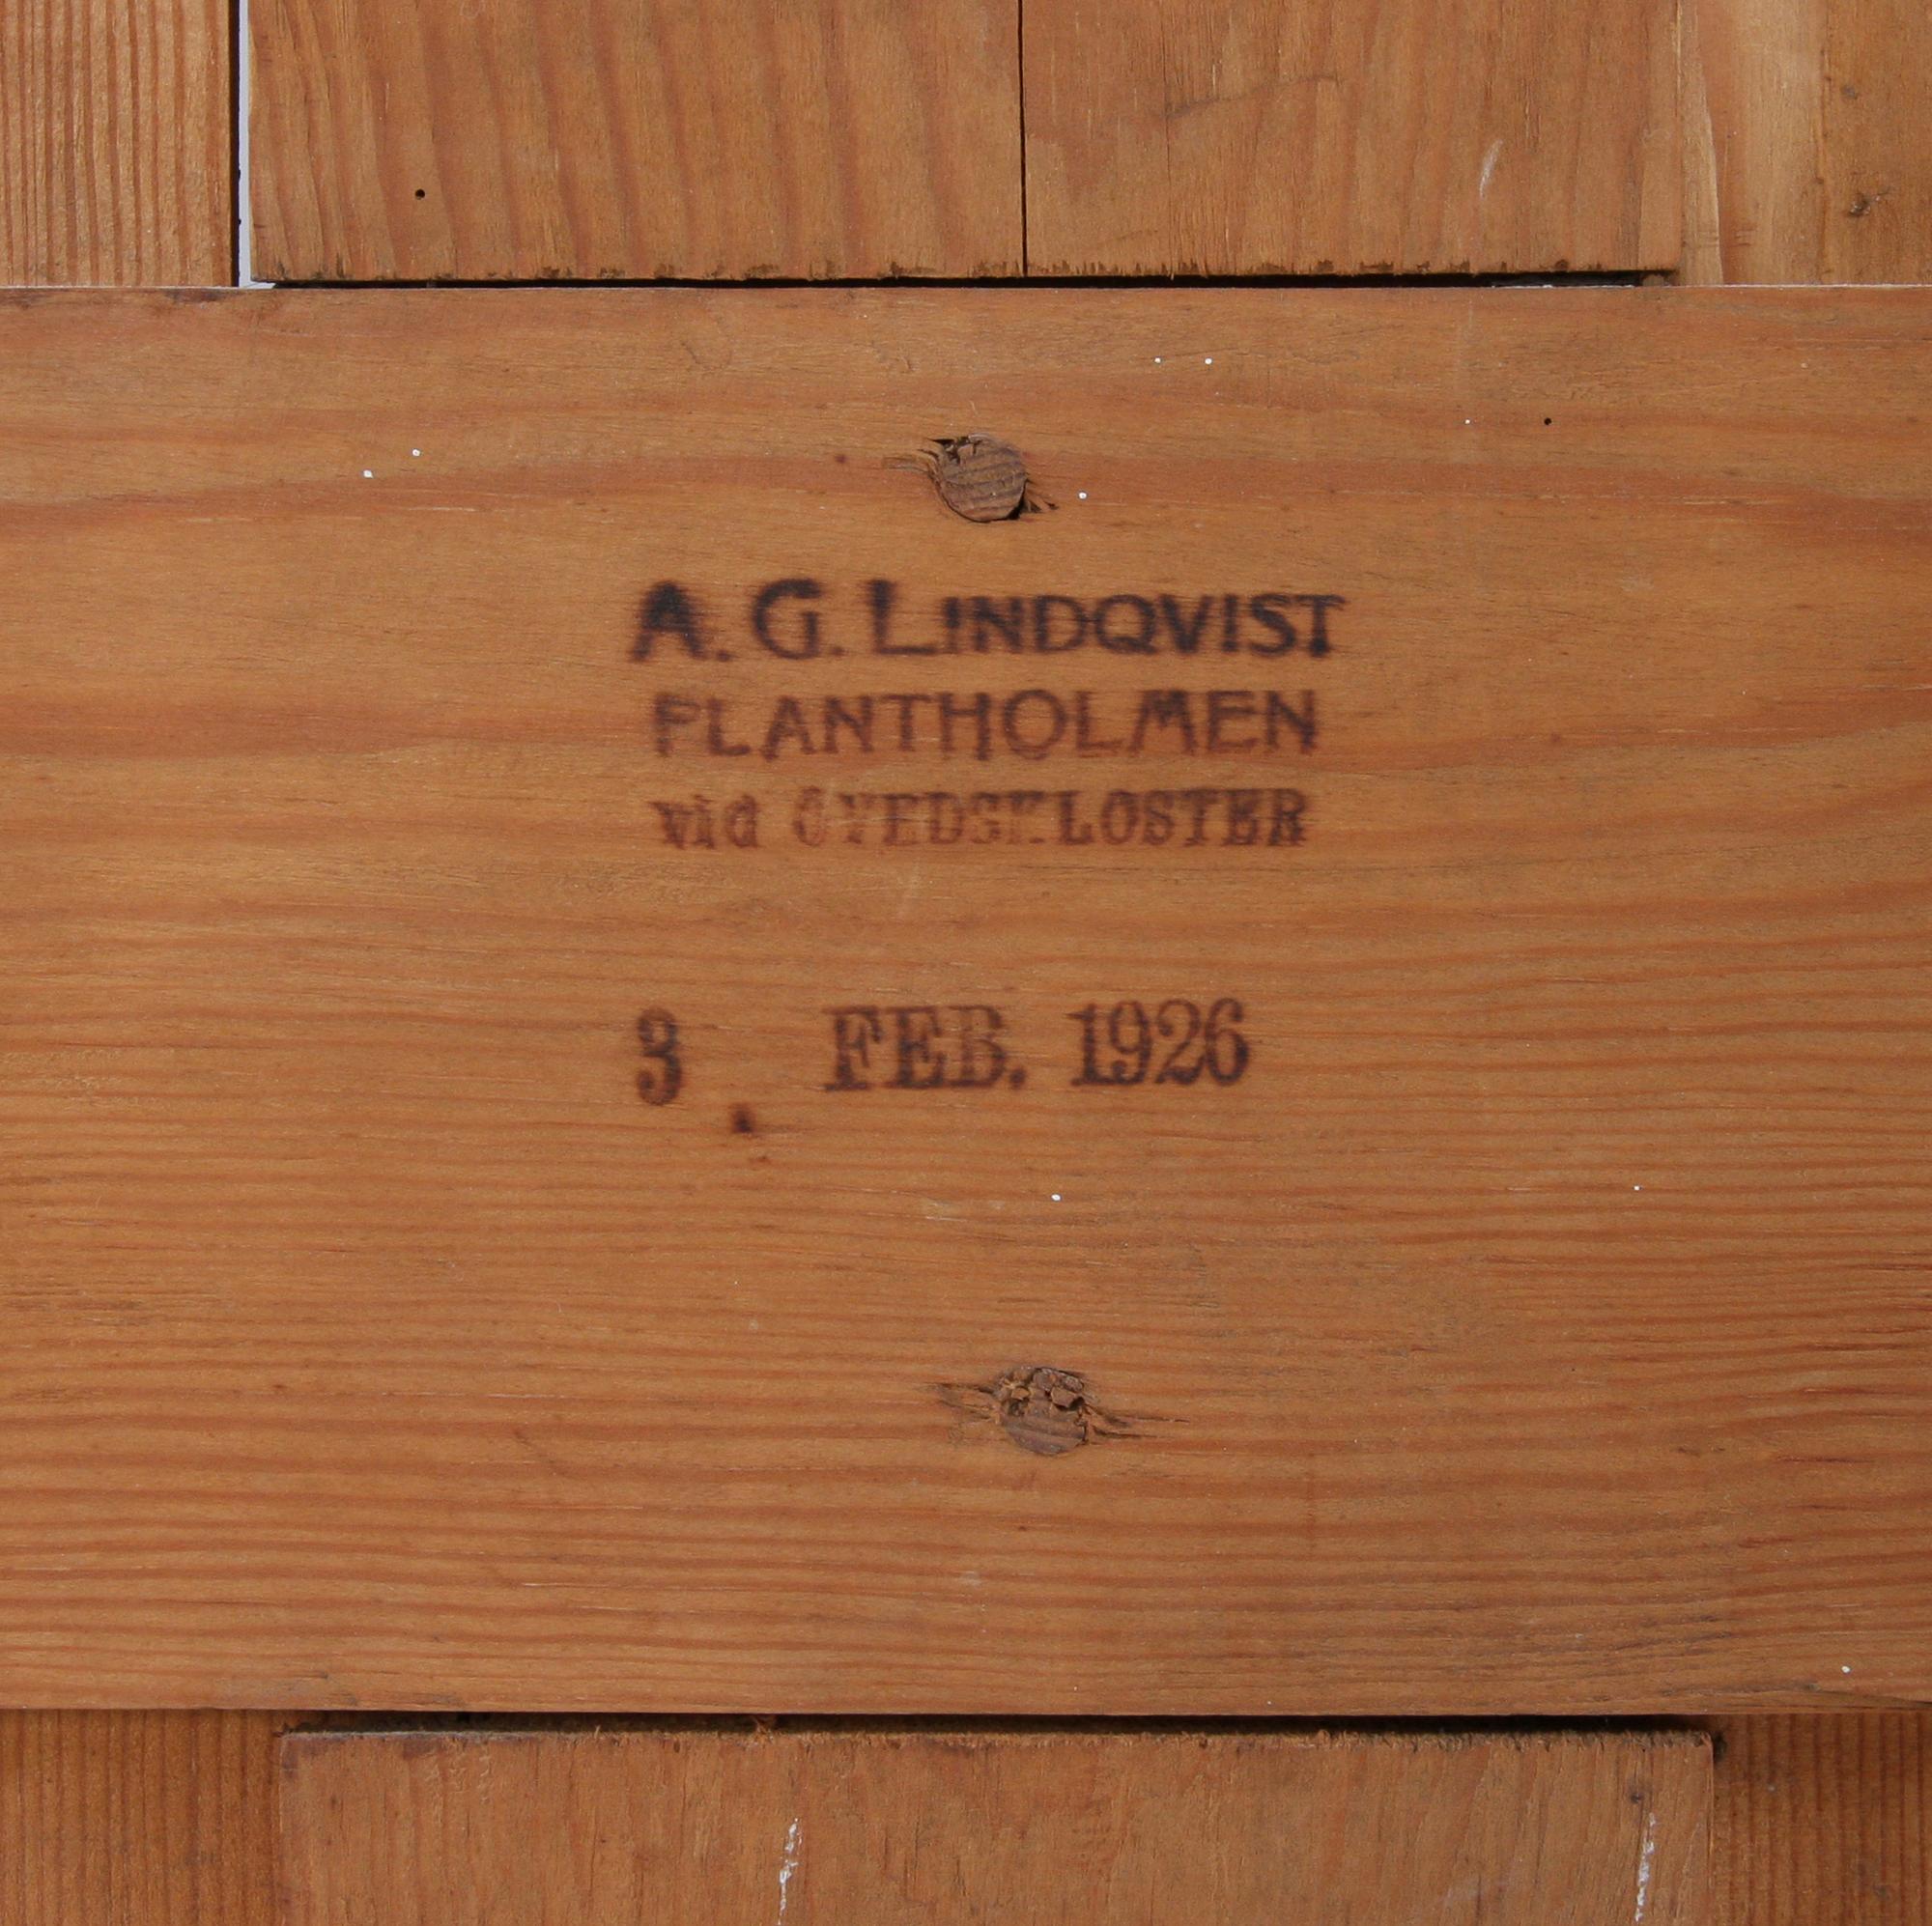 A. G. LINDQVIST
PLANTHOLMEN
vid ÖVEDSKLOSTER
3 FEB. 1926